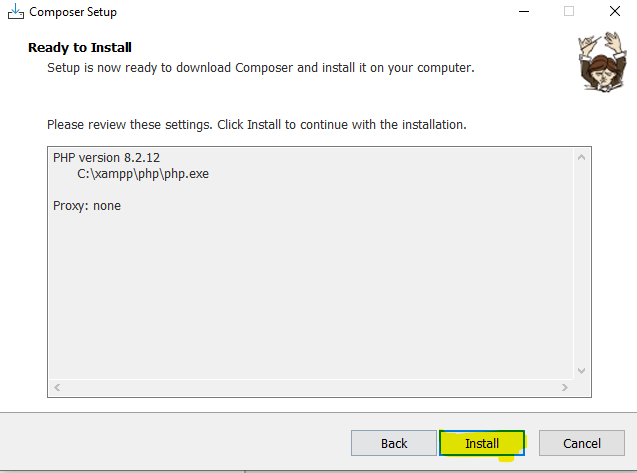 Composer Setup
Ready to Install
Setup is now ready to download Composer and install it on your computer.
Please review these settings. Click Install to continue with the installation.
PHP version 8.2.12
C:\xampp\php\php.exe
Proxy: none
Back
Install
Cancel